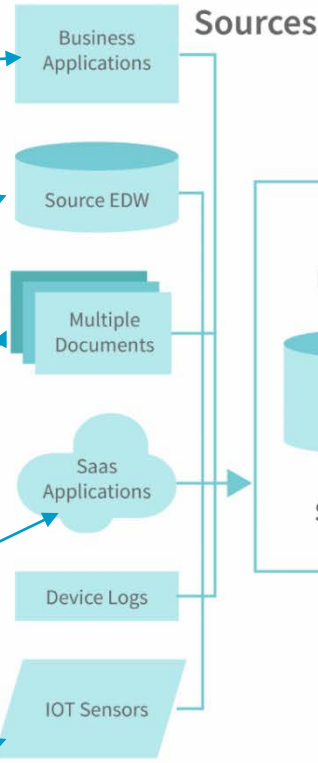 Sources
Business
Applications
Source EDW
Multiple
Documents
Saas
Applications
Device Logs
IOT Sensors